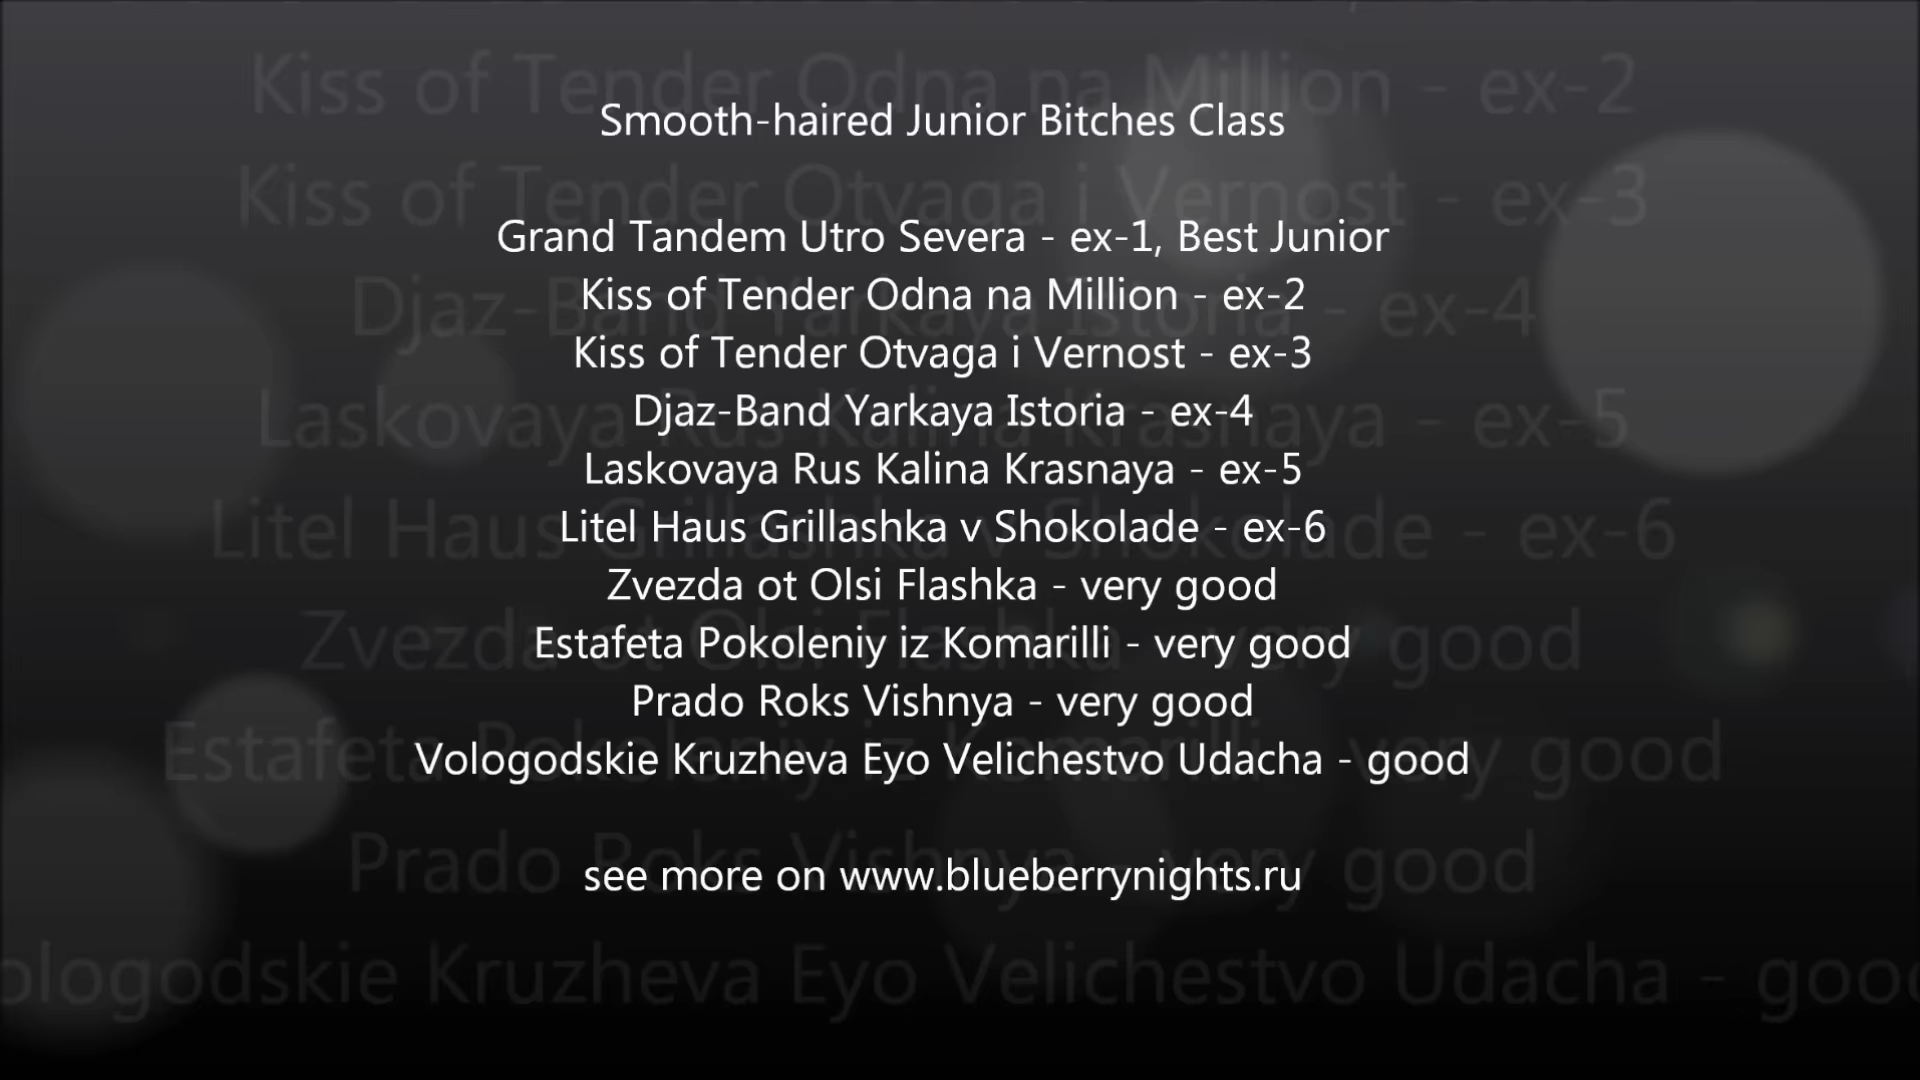 Smooth-haired Junior Bitches Class
Grand Tandem Utro Severa - ex-1, Best Junior
Kiss of Tender Odna na Million - ex-2
Kiss of Tender Otvaga i Vernost - ex-3
Djaz-Band Yarkaya Istoria - ex-4
Laskovaya Rus Kalina Krasnaya - ex-5
Litel Haus Grillashka v Shokolade - ex-6
Zvezda ot Olsi Flashka - very good
Estafeta Pokoleniy iz Komarilli - very good
Prado Roks Vishnya - very good
Vologodskie Kruzheva Eyo Velichestvo Udacha - good
see more on www.blueberrynights.ru